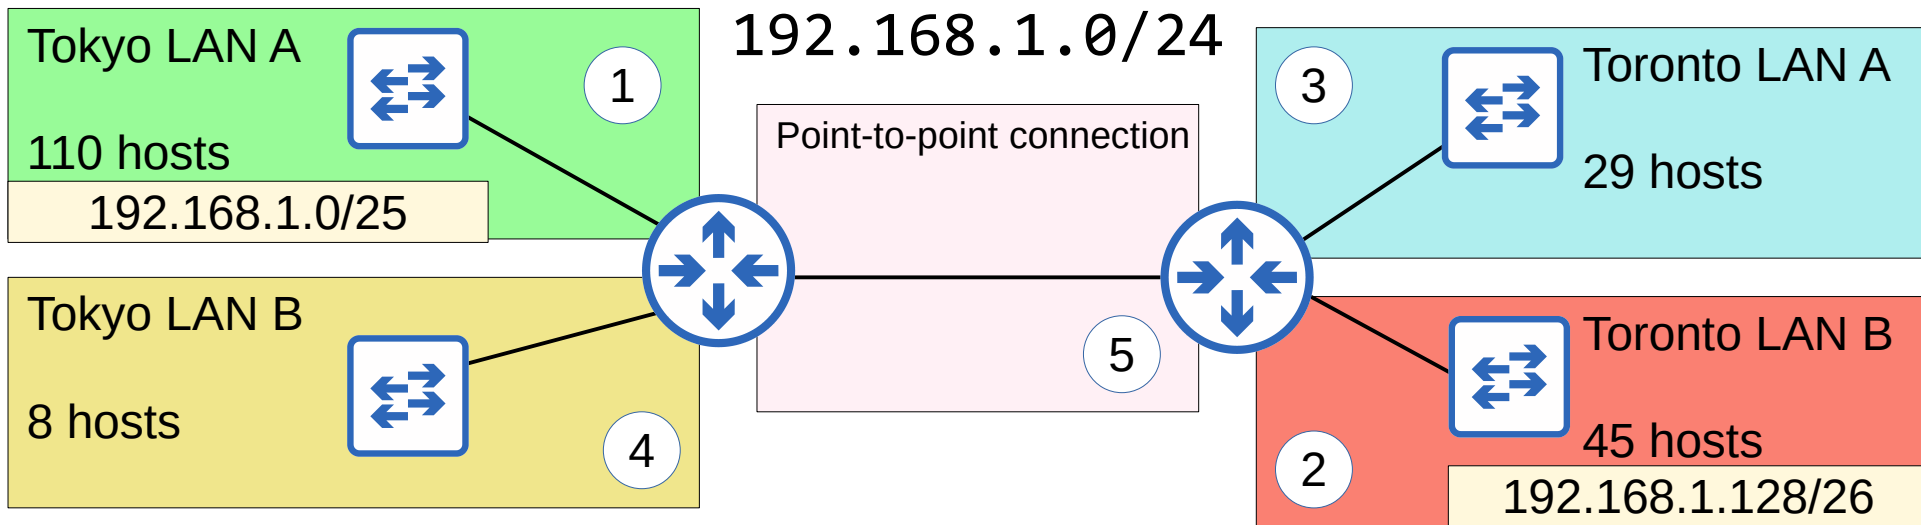 192.168.1.0/24
Tokyo LAN A
1
110 hosts
192.168.1.0/25
Point-to-point connection
3
Toronto LAN A
29 hosts
Tokyo LAN B
8 hosts
4
5
Toronto LAN B
45 hosts
2
192.168.1.128/26